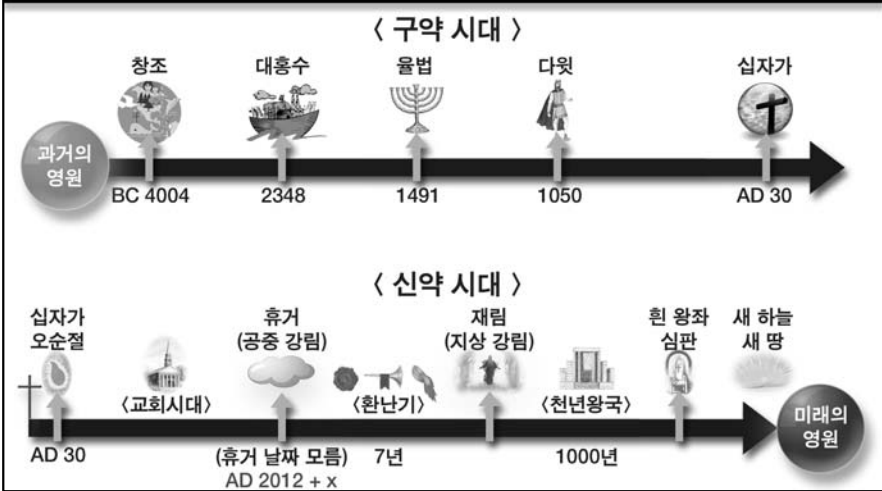 〈 구약 시대 〉
창조 대홍수 율법 다윗 십자가
과거의
영원
BC 4004 2348 1491 1050 AD 30
〈 신약 시대 〉
십자가 휴거 재림 흰 왕좌 새 하늘
오순절 (공중 강림) (지상 강림) 심판 새 땅
〈교회시대〉 〈환난기〉 〈천년왕국〉
미래의
영원
AD 30 (휴거 날짜 모름) 7년 1000년
AD 2012 + x